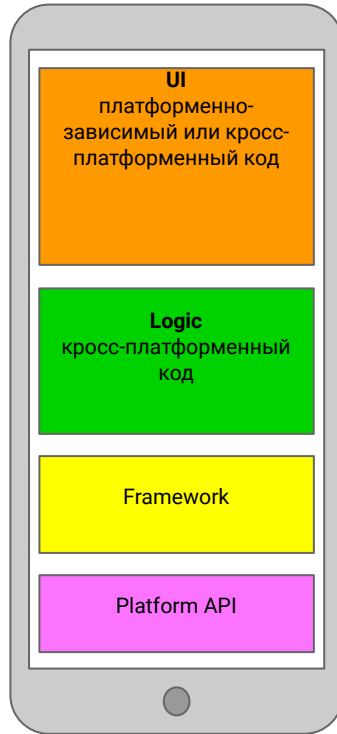 UI
платформенно-
зависимый или кросс-
платформенный код
Logic
кросс-платформенный
код
Framework
Platform API